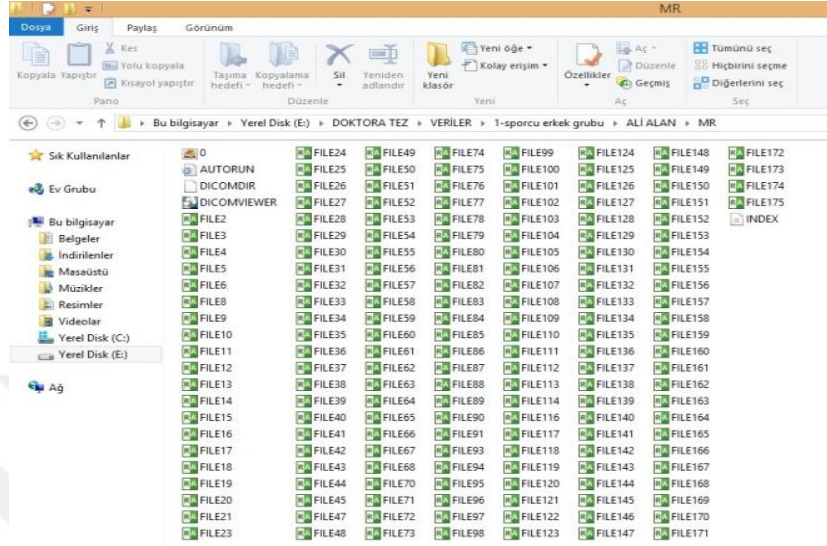 MR
Dosya
Giriş
Paylaş
Görünüm
Kopyala
Yapıştır
Kes
Yolu kopyala
Kısayol yapıştır
Pano
Taşıma hedefi
Kopyalama hedefi
Sil
Yeniden adlandır
Düzenle
Yeni klasör
Yeni öğe
Kolay erişim
Yeni
Özellikler
Aç
Düzenle
Geçmiş
Aç
Tümünü seç
Hiçbirini seçme
Diğerlerini seç
Seç
Bu bilgisayar
Yerel Disk (E:)
DOKTORA TEZ
VERİLER
1-sporcu erkek grubu
ALİ ALAN
MR
Sık Kullanılanlar
Ev Grubu
Bu bilgisayar
Belgeler
İndirilenler
Masaüstü
Müzikler
Resimler
Videolar
Yerel Disk (C:)
Yerel Disk (E:)
Ağ
0
AUTORUN
DICOMDIR
DICOMVIEWER
FILE2
FILE3
FILE4
FILE5
FILE6
FILE8
FILE9
FILE10
FILE11
FILE12
FILE13
FILE14
FILE15
FILE16
FILE17
FILE18
FILE19
FILE20
FILE21
FILE23
FILE24
FILE25
FILE26
FILE27
FILE28
FILE29
FILE30
FILE31
FILE32
FILE33
FILE34
FILE35
FILE36
FILE37
FILE38
FILE39
FILE40
FILE41
FILE42
FILE43
FILE44
FILE45
FILE47
FILE48
FILE49
FILE50
FILE51
FILE52
FILE53
FILE54
FILE55
FILE56
FILE57
FILE58
FILE59
FILE60
FILE61
FILE62
FILE63
FILE64
FILE65
FILE66
FILE67
FILE68
FILE70
FILE71
FILE72
FILE73
FILE74
FILE75
FILE76
FILE77
FILE78
FILE79
FILE80
FILE81
FILE82
FILE83
FILE84
FILE85
FILE86
FILE87
FILE88
FILE89
FILE90
FILE91
FILE93
FILE94
FILE95
FILE96
FILE97
FILE98
FILE99
FILE100
FILE101
FILE102
FILE103
FILE104
FILE105
FILE106
FILE107
FILE108
FILE109
FILE110
FILE111
FILE112
FILE113
FILE114
FILE116
FILE117
FILE118
FILE119
FILE120
FILE121
FILE122
FILE123
FILE124
FILE125
FILE126
FILE127
FILE128
FILE129
FILE130
FILE131
FILE132
FILE133
FILE134
FILE135
FILE136
FILE137
FILE138
FILE139
FILE140
FILE141
FILE142
FILE143
FILE144
FILE145
FILE146
FILE147
FILE148
FILE149
FILE150
FILE151
FILE152
FILE153
FILE154
FILE155
FILE156
FILE157
FILE158
FILE159
FILE160
FILE161
FILE162
FILE163
FILE164
FILE165
FILE166
FILE167
FILE168
FILE169
FILE170
FILE171
FILE172
FILE173
FILE174
FILE175
INDEX